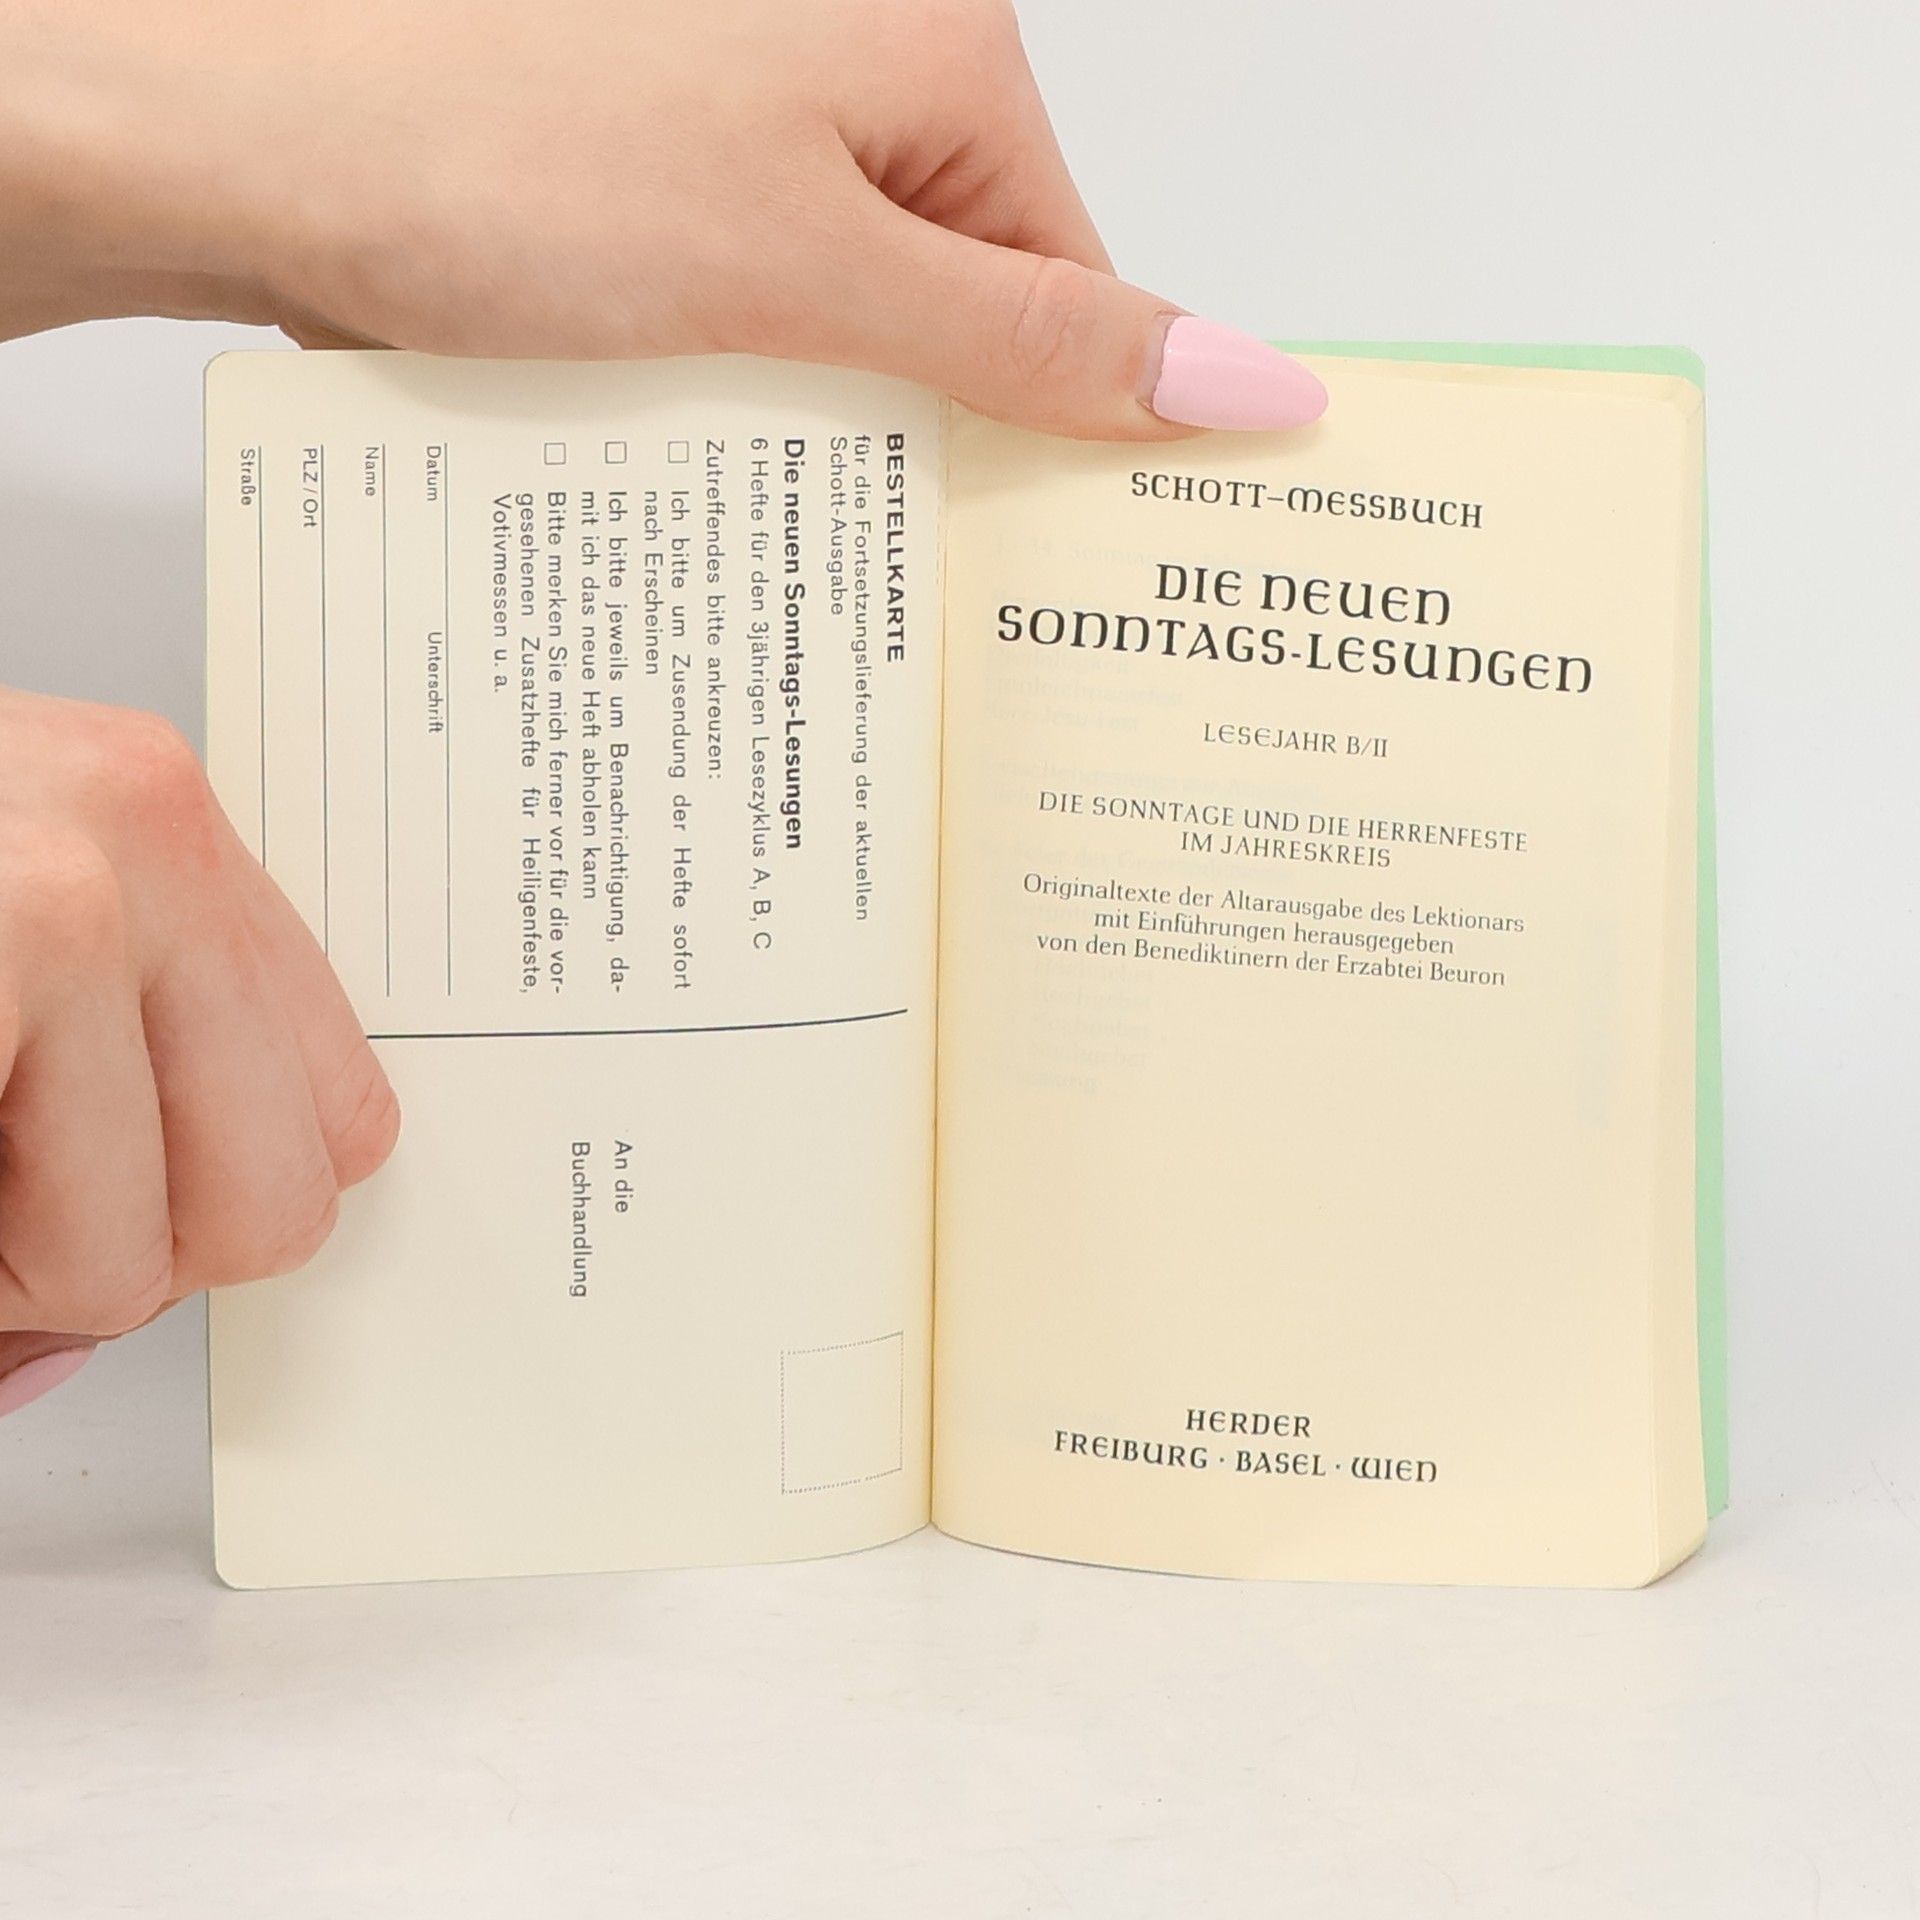 BESTELLKARTE
für die Fortsetzungslieferung der aktuellen
Schott-Ausgabe
Die neuen Sonntags-Lesungen
6 Hefte für den 3jährigen Lesezyklus A, B, C
Zutreffendes bitte ankreuzen:
Ich bitte um Zusendung der Hefte sofort
nach Erscheinen
Ich bitte jeweils um Benachrichtigung, da-
mit ich das neue Heft abholen kann
Bitte merken Sie mich ferner vor für die vor-
gesehenen Zusatzhefte für Heiligenfeste,
Votivmessen u. a.
Datum Unterschrift
Name
PLZ / Ort
Straße
An die
Buchhandlung
SCHOTT-MESSBUCH
DIE NEUEN
SONNTAGS-LESUNGEN
LESEJAHR B/II
DIE SONNTAGE UND DIE HERRENFESTE
IM JAHRESKREIS
Originaltexte der Altarausgabe des Lektionars
mit Einführungen herausgegeben
von den Benediktinern der Erzabtei Beuron
HERDER
FREIBURG · BASEL · WIEN